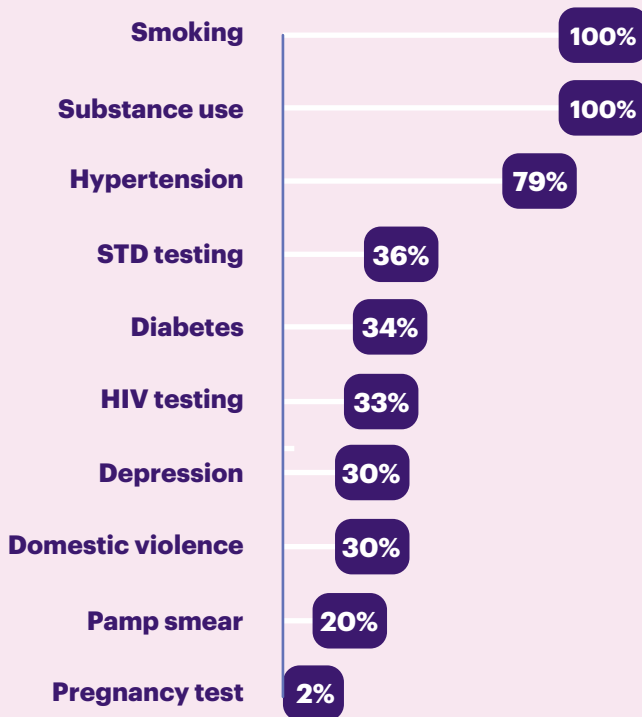 Smoking 100%
Substance use 100%
Hypertension 79%
STD testing 36%
Diabetes 34%
HIV testing 33%
Depression 30%
Domestic violence 30%
Pamp smear 20%
Pregnancy test 2%